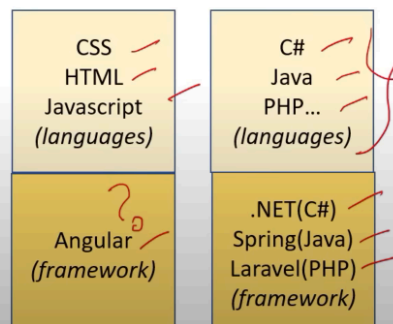 CSS
HTML
Javascript
(languages)
C#
Java
PHP...
(languages)
?
Angular
(framework)
.NET(C#)
Spring(Java)
Laravel(PHP)
(framework)